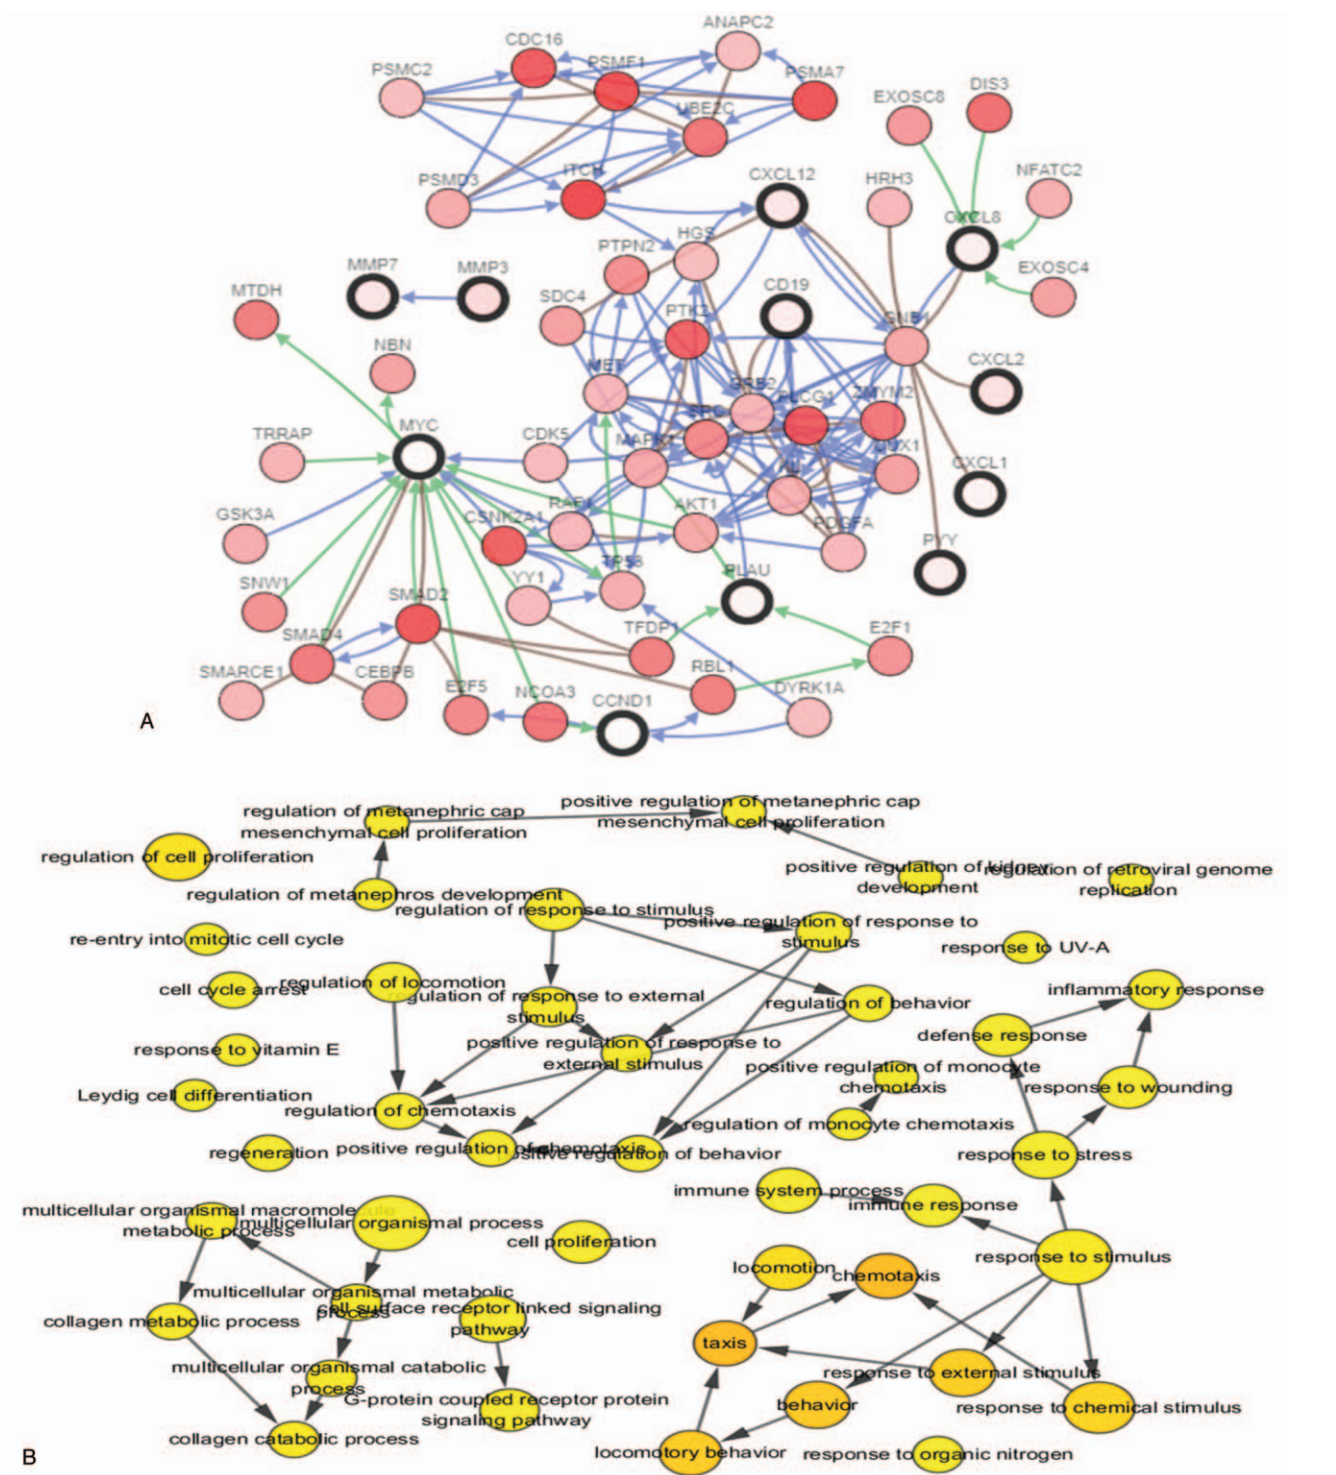 ANAPC2
CDC16
PSMF1
PSMC2
PSMA7
DIS3
EXOSC8
UBE2C
ITCH
PSMD3
CXCL12
HRH3
NFATC2
CXCL8
HGS
PTPN2
MMP7
MMP3
EXOSC4
CD19
MTDH
SDC4
PTK2
GNB1
NBN
CXCL2
MET
GRB2
PLCG1
ZMYM2
MYC
SRC
TRRAP
CDK5
MAPK1
CXCL1
RAF1
AKT1
GSK3A
CSNK2A1
PDGFA
PYY
TP53
PLAU
YY1
SNW1
SMAD2
TFDP1
E2F1
SMAD4
SMARCE1
CEBPB
RBL1
E2F5
NCOA3
CCND1
DYRK1A
A
regulation of metanephric cap
mesenchymal cell proliferation
positive regulation of metanephric cap
mesenchymal cell proliferation
regulation of cell proliferation
positive regulation of kidney
development
regulation of retroviral genome
replication
regulation of metanephros development
regulation of response to stimulus
positive regulation of response to
stimulus
re-entry into mitotic cell cycle
response to UV-A
cell cycle arrest
regulation of locomotion
regulation of response to external
stimulus
regulation of behavior
inflammatory response
defense response
response to vitamin E
positive regulation of response to
external stimulus
positive regulation of monocyte
chemotaxis
response to wounding
Leydig cell differentiation
regulation of chemotaxis
regulation of monocyte chemotaxis
regeneration
positive regulation of chemotaxis
positive regulation of behavior
response to stress
immune system process
immune response
multicellular organismal macromolecule
metabolic process
multicellular organismal process
cell proliferation
response to stimulus
locomotion
chemotaxis
multicellular organismal metabolic
process
cell surface receptor linked signaling
pathway
collagen metabolic process
taxis
multicellular organismal catabolic
process
response to external stimulus
G-protein coupled receptor protein
signaling pathway
behavior
response to chemical stimulus
collagen catabolic process
locomotory behavior
response to organic nitrogen
B